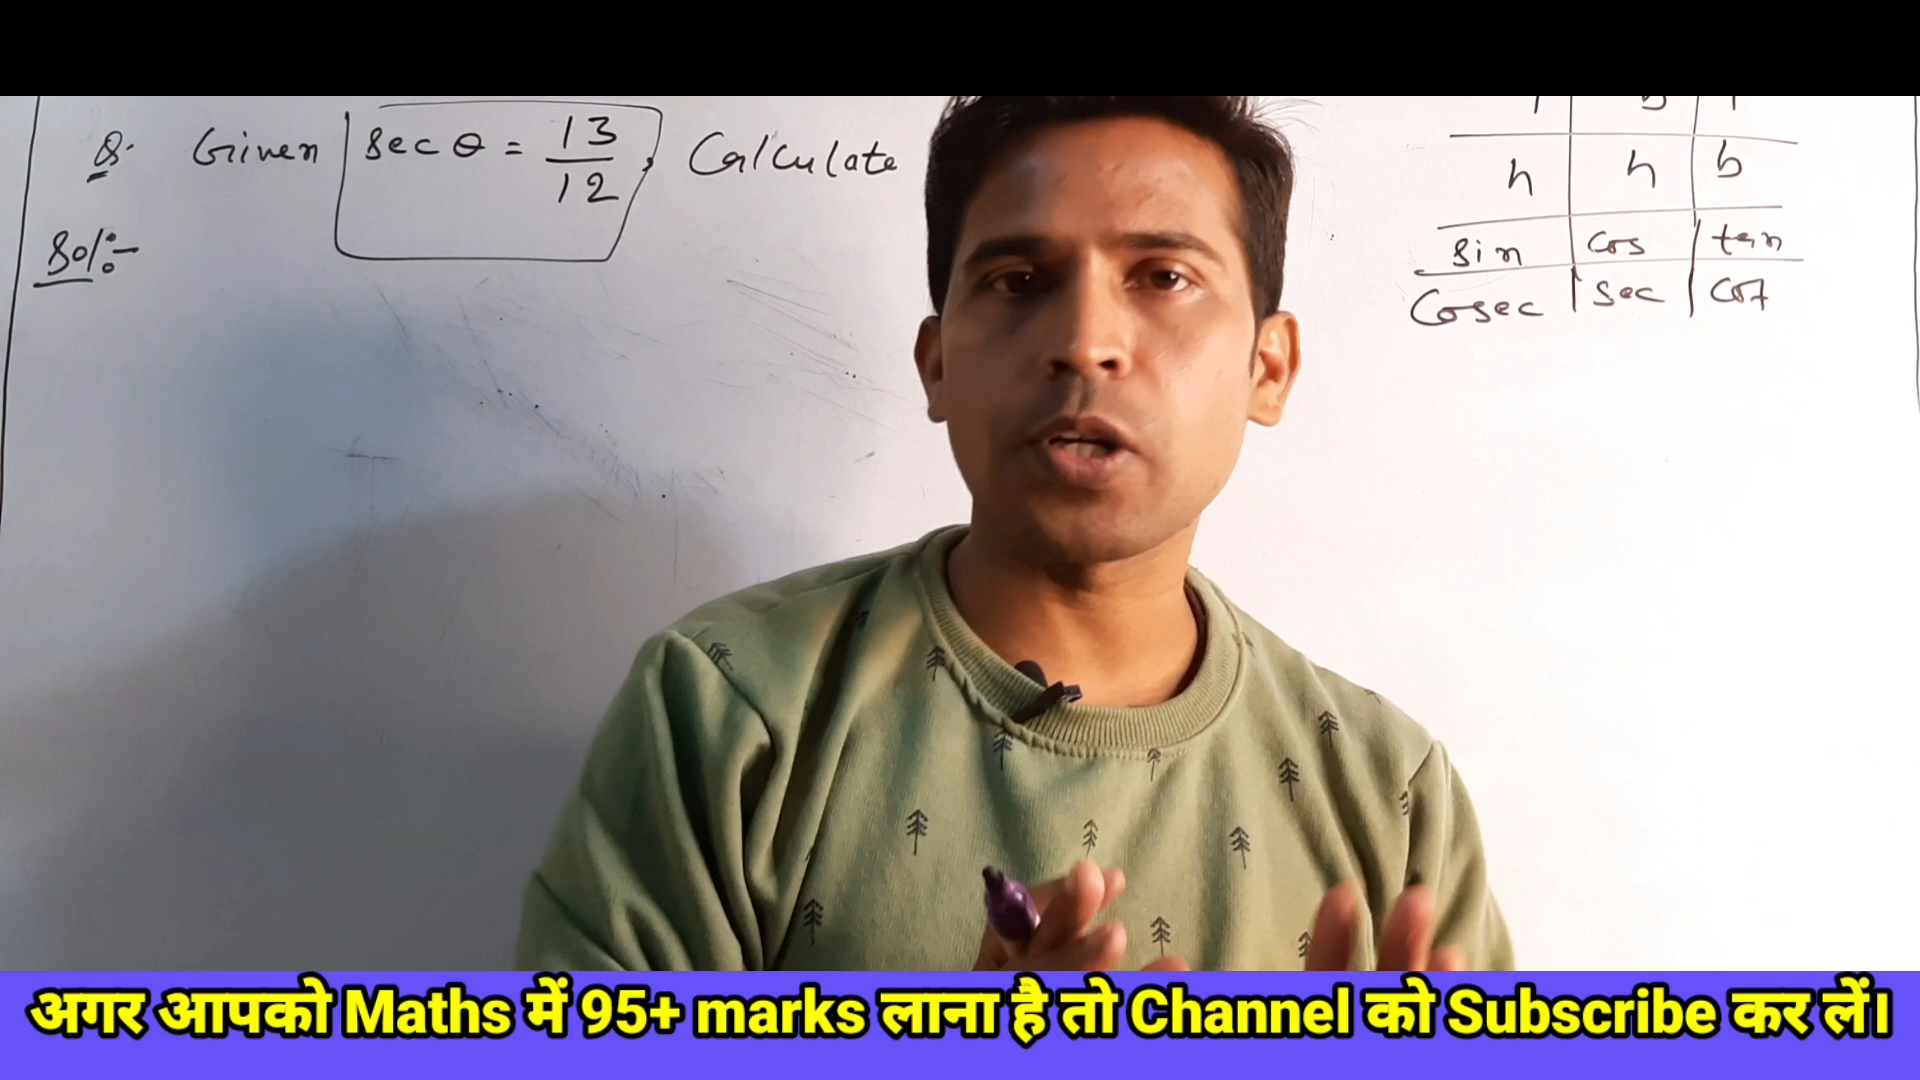 Q. Given sec θ = 13/12, Calculate
Sol:-
h h b
sin cos tan
Cosec sec cot
अगर आपको Maths में 95+ marks लाना है तो Channel को Subscribe कर लें।